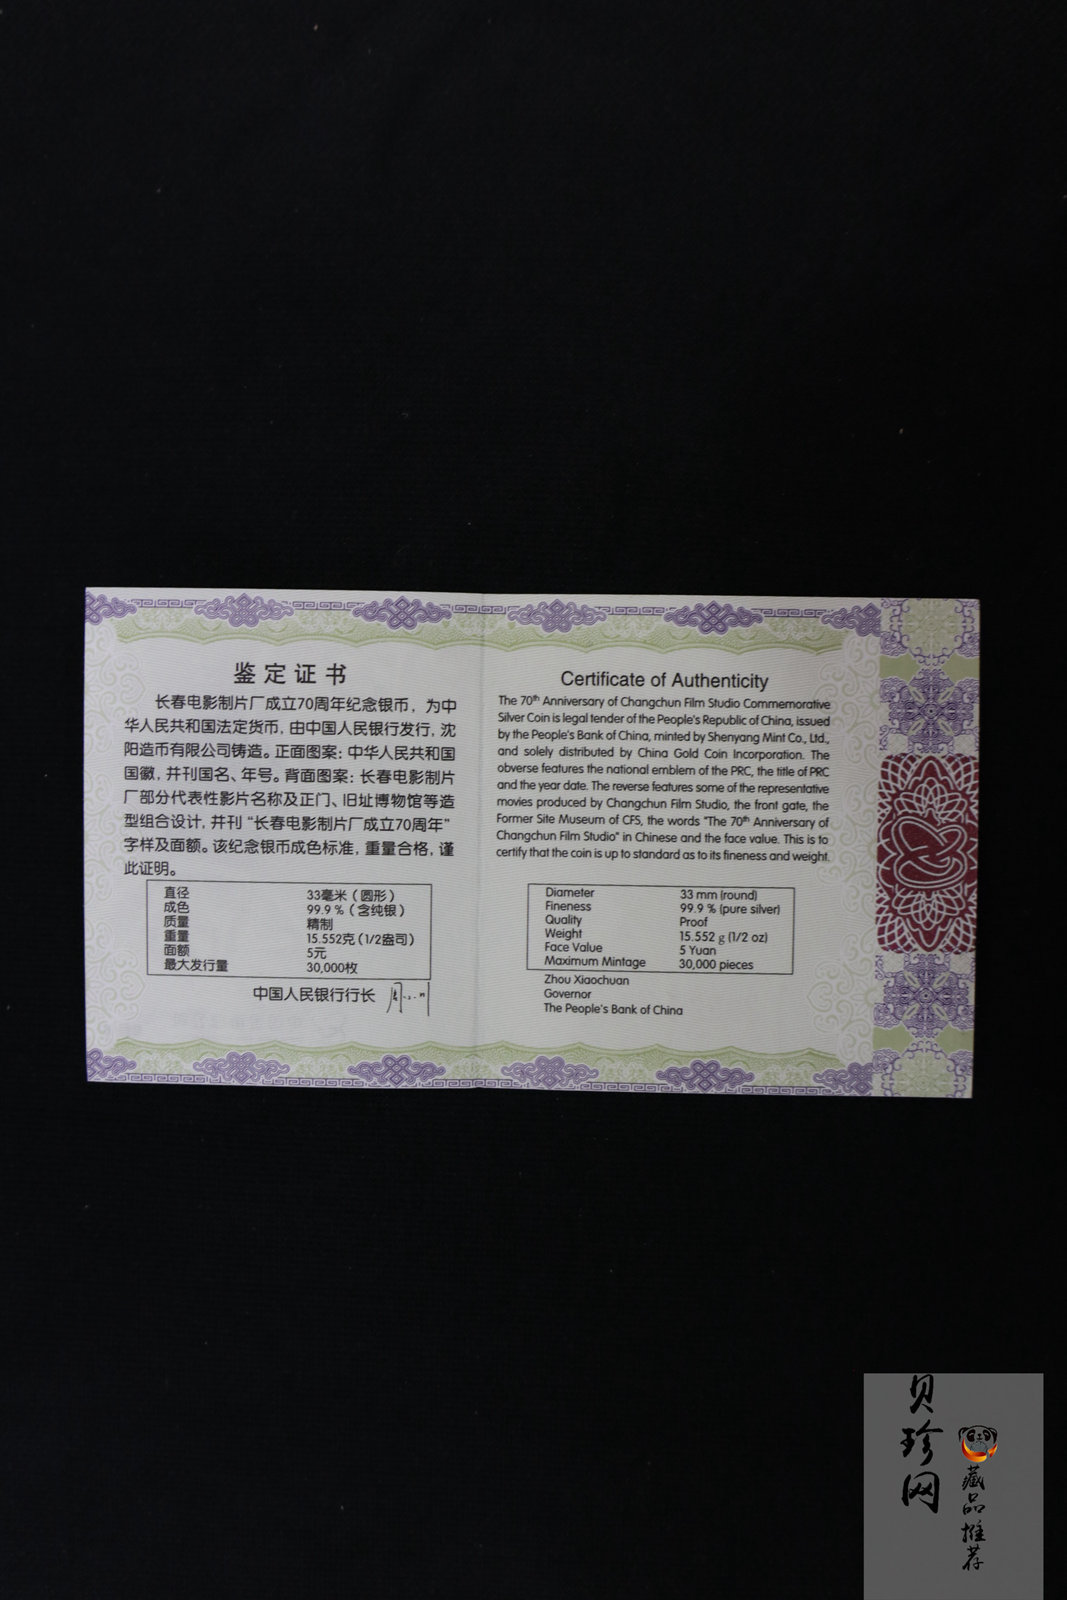 鉴定证书
长春电影制片厂成立70周年纪念银币，为中
华人民共和国法定货币，由中国人民银行发行，沈
阳造币有限公司铸造。正面图案：中华人民共和国
国徽，并刊国名、年号。背面图案：长春电影制片
厂部分代表性影片名称及正门、旧址博物馆等造
型组合设计，并刊“长春电影制片厂成立70周年”
字样及面额。该纪念银币成色标准，重量合格，谨
此证明。
直径 33毫米（圆形）
成色 99.9％（含纯银）
质量 精制
重量 15.552克（1/2盎司）
面额 5元
最大发行量 30,000枚
中国人民银行行长
Certificate of Authenticity
The 70th Anniversary of Changchun Film Studio Commemorative
Silver Coin is legal tender of the People's Republic of China, issued
by the People's Bank of China, minted by Shenyang Mint Co., Ltd.,
and solely distributed by China Gold Coin Incorporation. The
obverse features the national emblem of the PRC, the title of PRC
and the year date. The reverse features some of the representative
movies produced by Changchun Film Studio, the front gate, the
Former Site Museum of CFS, the words "The 70th Anniversary of
Changchun Film Studio" in Chinese and the face value. This is to
certify that the coin is up to standard as to its fineness and weight.
Diameter 33 mm (round)
Fineness 99.9 % (pure silver)
Quality Proof
Weight 15.552 g (1/2 oz)
Face Value 5 Yuan
Maximum Mintage 30,000 pieces
Zhou Xiaochuan
Governor
The People's Bank of China
贝珍网
藏品推荐